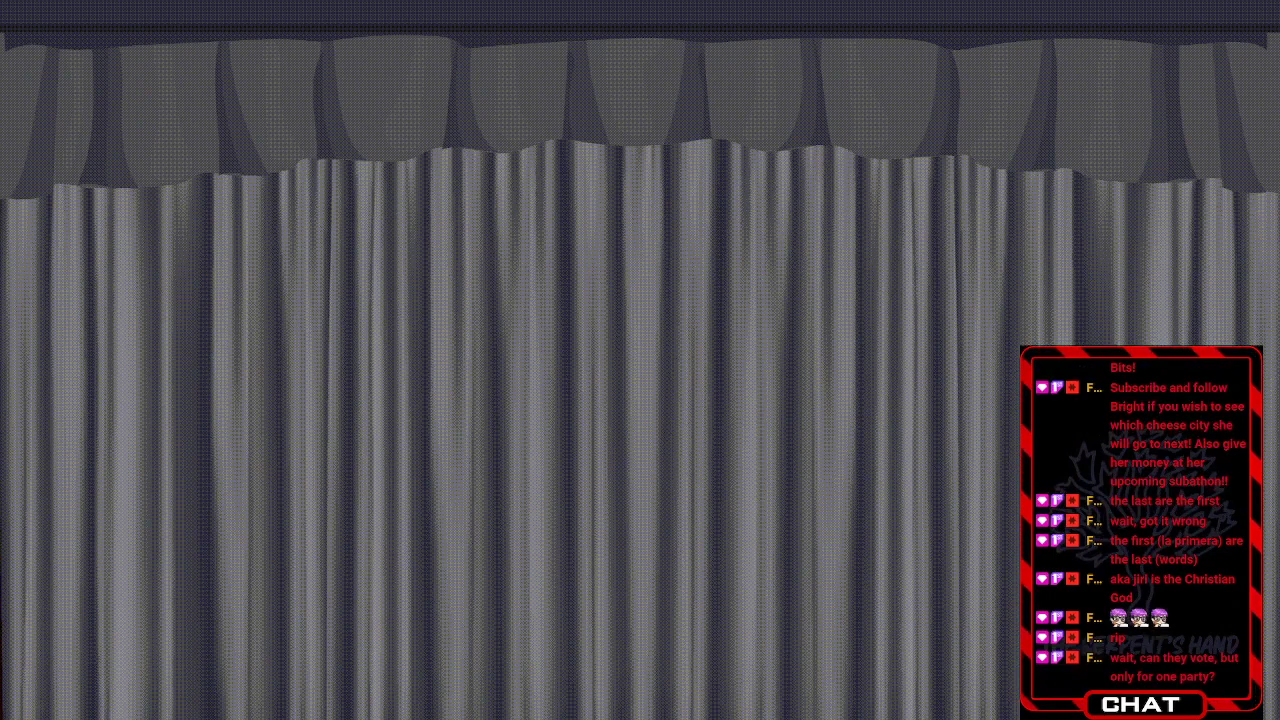 Bits!
F... Subscribe and follow
Bright if you wish to see
which cheese city she
will go to next! Also give
her money at her
upcoming subathon!!
F... the last are the first
F... wait, got it wrong
F... the first (la primera) are
the last (words)
F... aka jiri is the Christian
God
F...
F... rip
SERPENT'S HAND
F... wait, can they vote, but
only for one party?
CHAT